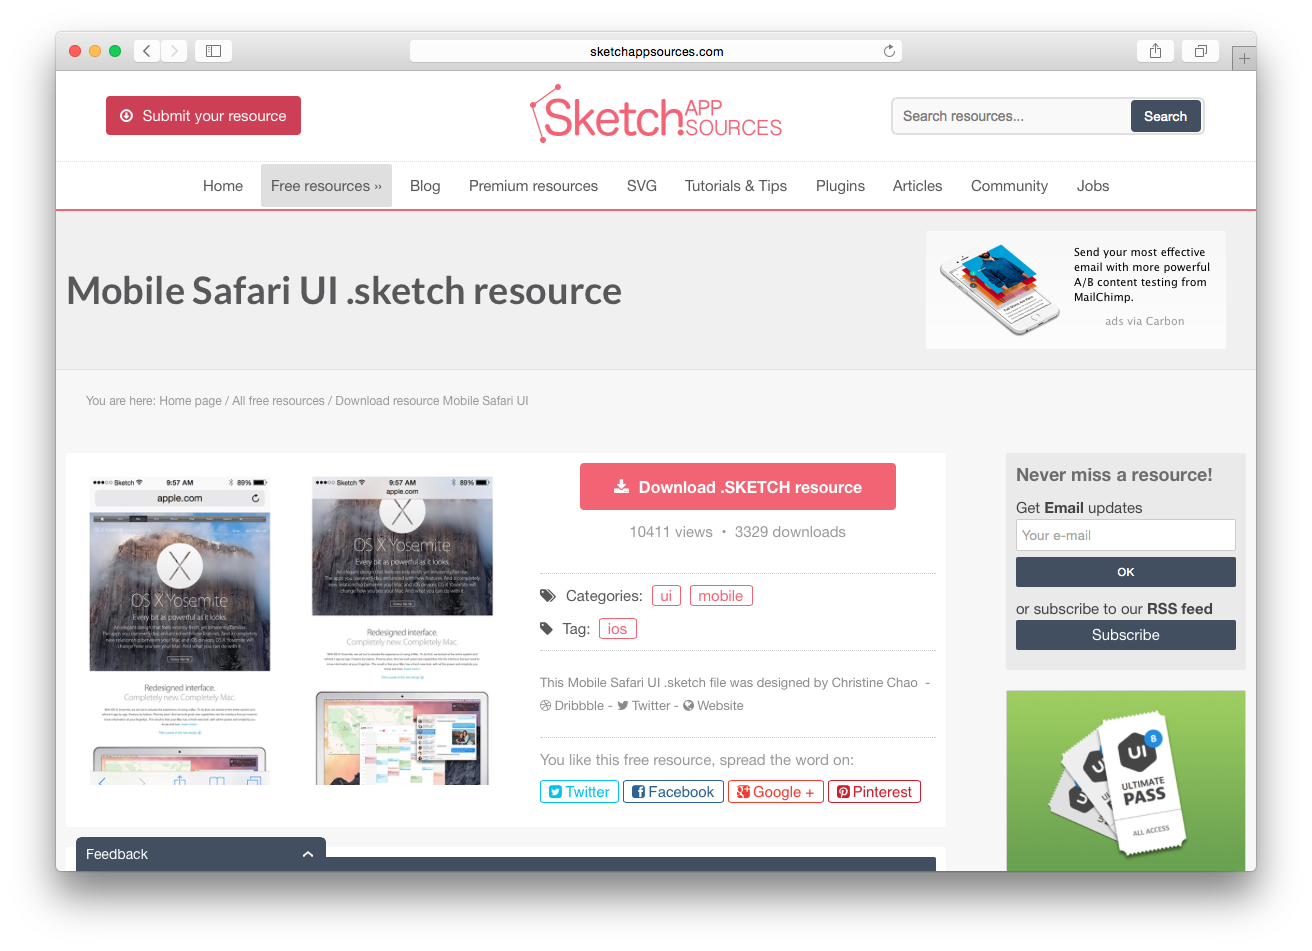 sketchappsources.com
Submit your resource
Sketch APP SOURCES
Search resources...
Search
Home
Free resources ››
Blog
Premium resources
SVG
Tutorials & Tips
Plugins
Articles
Community
Jobs
Mobile Safari UI .sketch resource
Send your most effective
email with more powerful
A/B content testing from
MailChimp.
ads via Carbon
You are here: Home page / All free resources / Download resource Mobile Safari UI
Sketch 9:57 AM 89%
apple.com
OS X Yosemite
Every bit as powerful as it looks.
Redesigned interface.
Completely new. Completely Mac.
Sketch 9:57 AM 89%
apple.com
OS X Yosemite
Every bit as powerful as it looks.
Redesigned interface.
Completely new. Completely Mac.
Download .SKETCH resource
10411 views • 3329 downloads
Categories: ui mobile
Tag: ios
This Mobile Safari UI .sketch file was designed by Christine Chao -
Dribbble - Twitter - Website
You like this free resource, spread the word on:
Twitter
Facebook
Google +
Pinterest
Never miss a resource!
Get Email updates
Your e-mail
OK
or subscribe to our RSS feed
Subscribe
UI
8
ULTIMATE
PASS
ALL ACCESS
Feedback